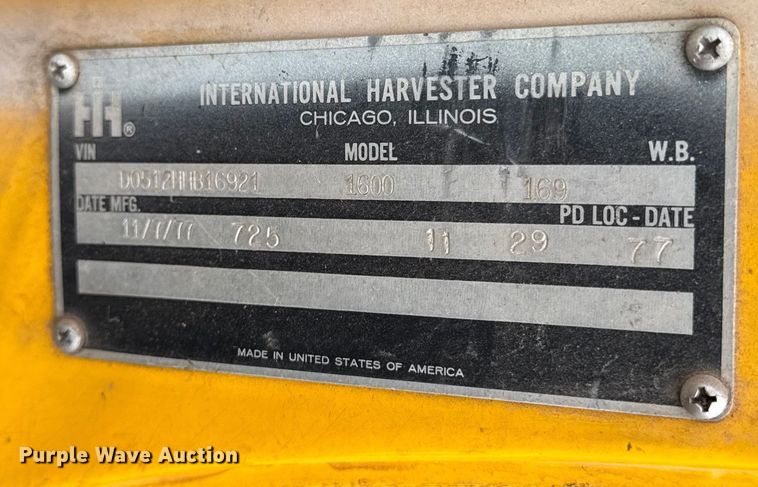 IH®
INTERNATIONAL HARVESTER COMPANY
CHICAGO, ILLINOIS
VIN MODEL W.B.
D0512HHB16921 1600 169
DATE MFG. PD LOC - DATE
11/7/77 725 11 29 77
MADE IN UNITED STATES OF AMERICA
Purple Wave Auction